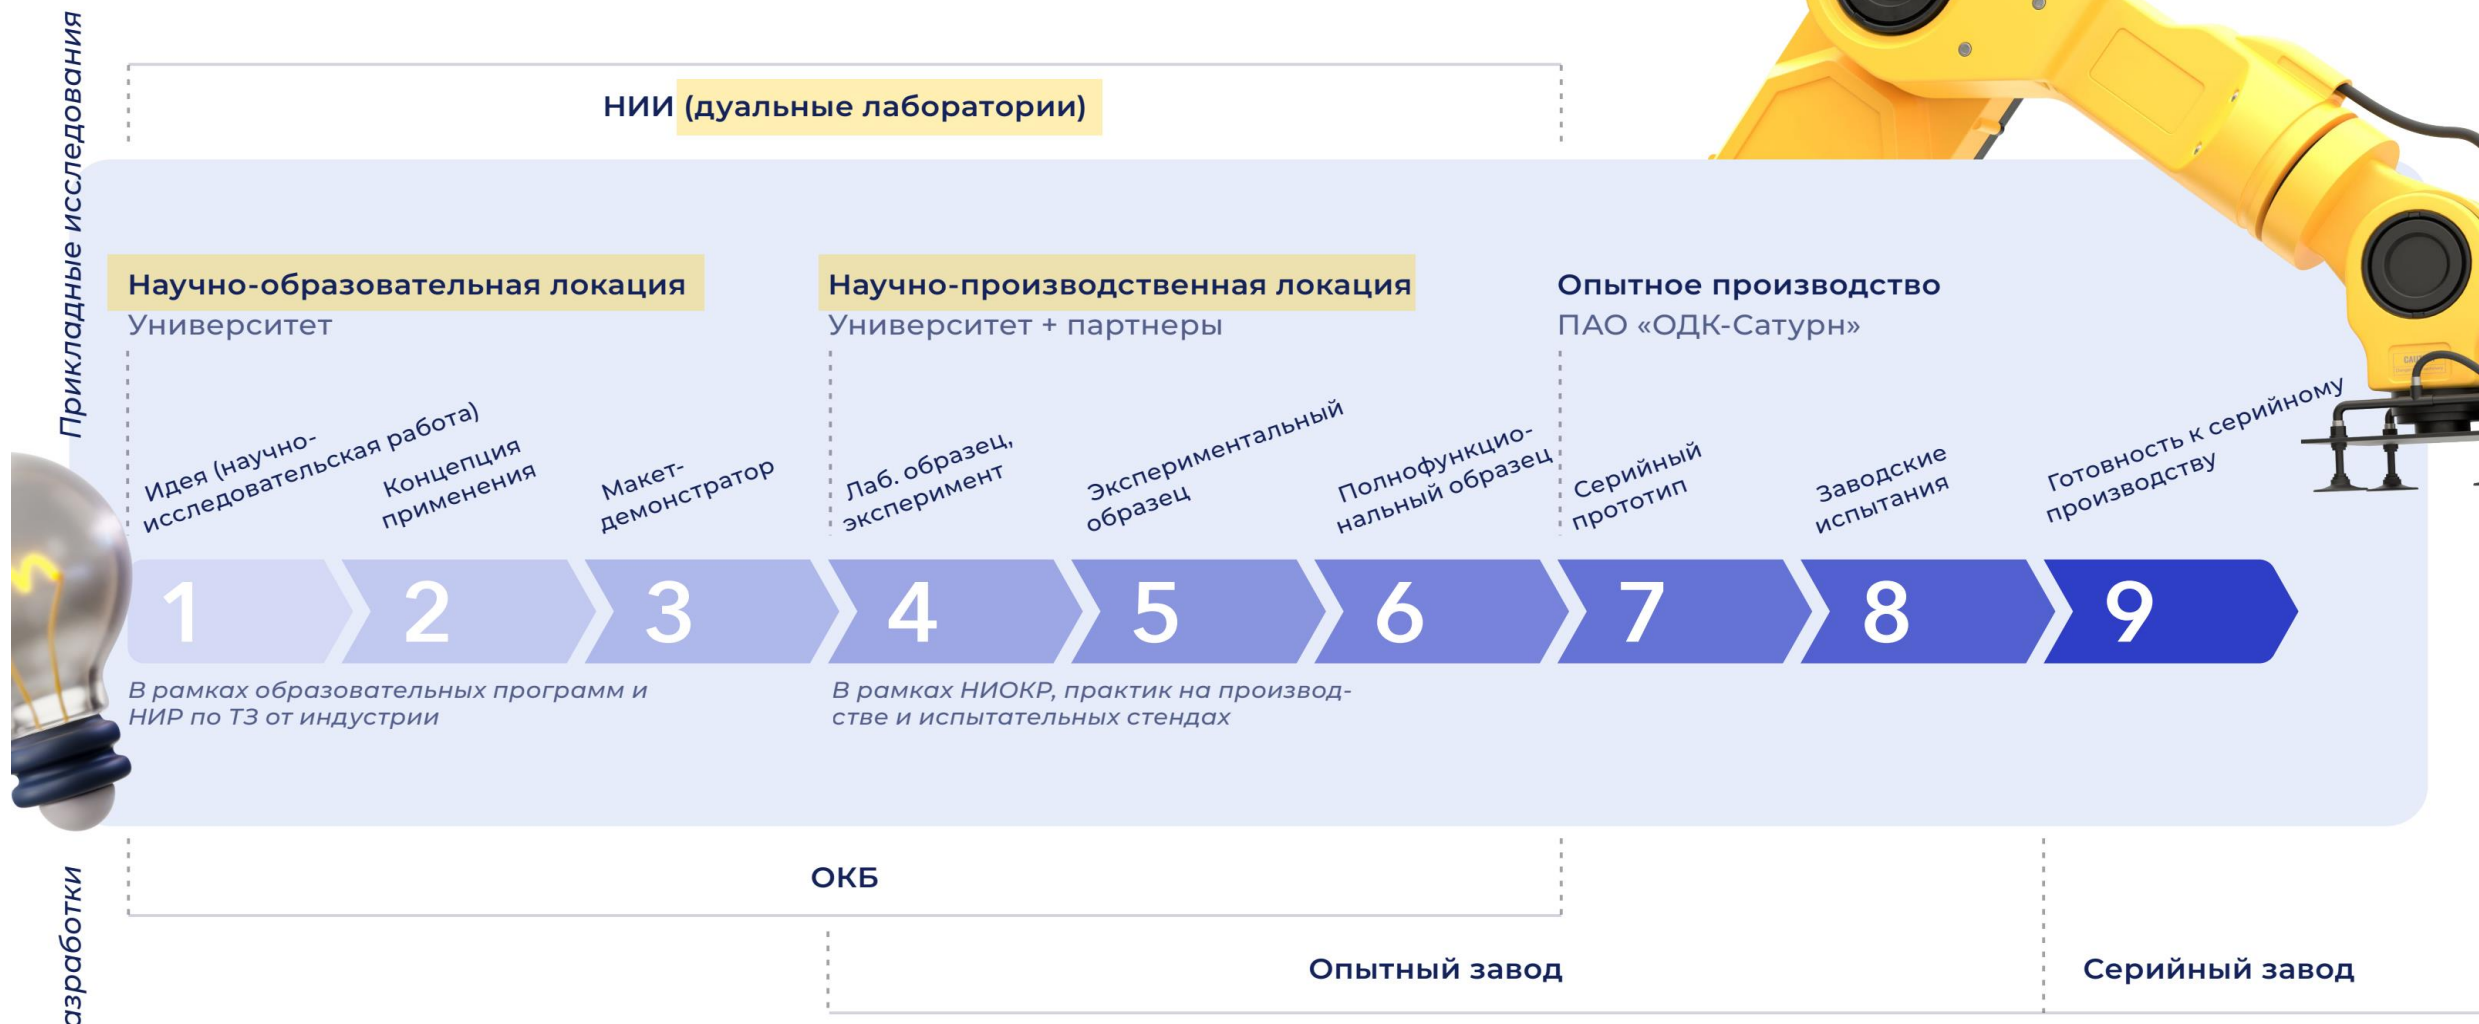 Прикладные исследования
НИИ (дуальные лаборатории)
Научно-образовательная локация
Университет
Научно-производственная локация
Университет + партнеры
Опытное производство
ПАО «ОДК-Сатурн»
Идея (научно-
исследовательская работа)
Концепция
применения
Макет-
демонстратор
Лаб. образец,
эксперимент
Экспериментальный
образец
Полнофункцио-
нальный образец
Серийный
прототип
Заводские
испытания
Готовность к серийному
производству
1
2
3
4
5
6
7
8
9
В рамках образовательных программ и
НИР по ТЗ от индустрии
В рамках НИОКР, практик на производ-
стве и испытательных стендах
ОКБ
азработки
Опытный завод
Серийный завод